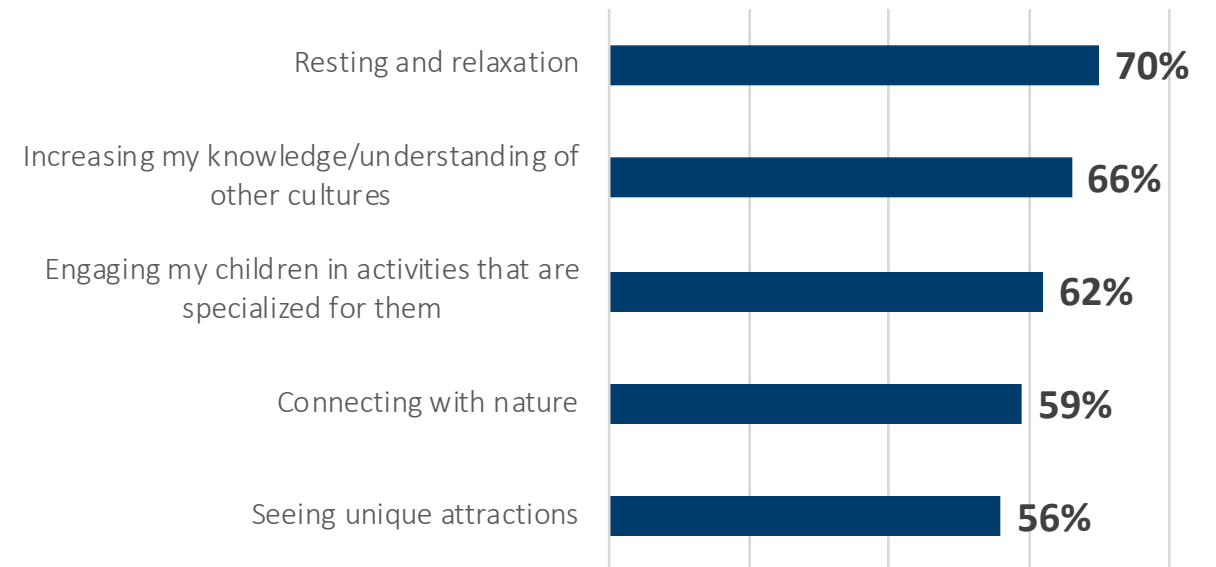 Resting and relaxation
70%
Increasing my knowledge/understanding of
other cultures
66%
Engaging my children in activities that are
specialized for them
62%
Connecting with nature
59%
Seeing unique attractions
56%